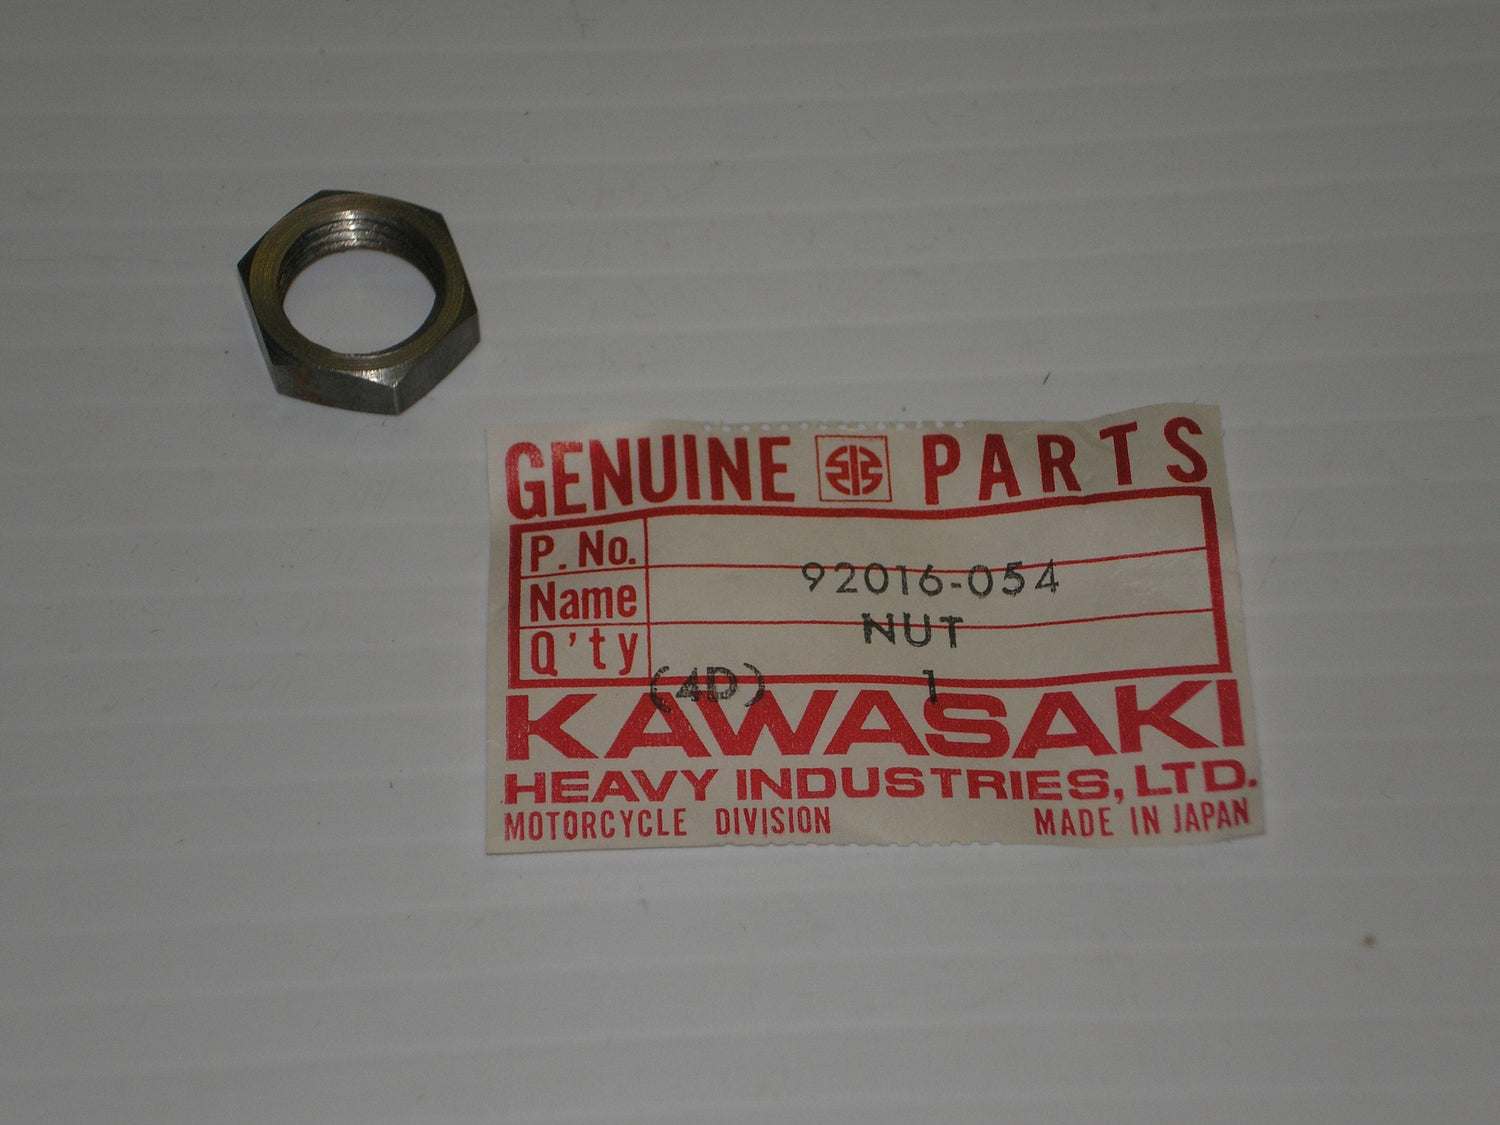 GENUINE PARTS
P. No. 92016-054
Name NUT
Q'ty (4D) 1
KAWASAKI
HEAVY INDUSTRIES, LTD.
MOTORCYCLE DIVISION MADE IN JAPAN